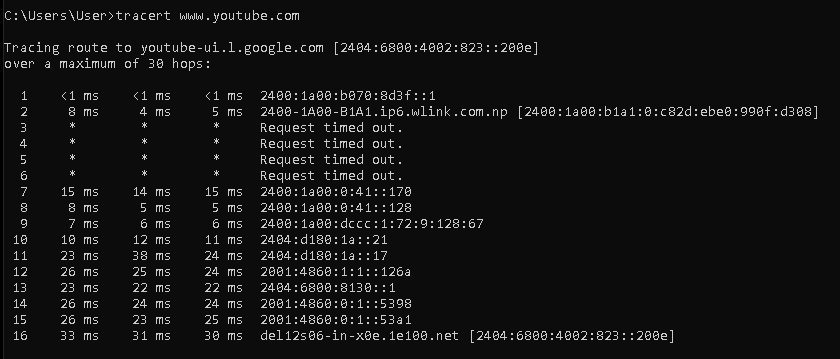 C:\Users\User>tracert www.youtube.com
Tracing route to youtube-ui.l.google.com [2404:6800:4002:823::200e]
over a maximum of 30 hops:
1 <1 ms <1 ms <1 ms 2400:1a00:b070:8d3f::1
2 8 ms 4 ms 5 ms 2400-1A00-B1A1.ip6.wlink.com.np [2400:1a00:b1a1:0:c82d:ebe0:990f:d308]
3 * * * Request timed out.
4 * * * Request timed out.
5 * * * Request timed out.
6 * * * Request timed out.
7 15 ms 14 ms 15 ms 2400:1a00:0:41::170
8 8 ms 5 ms 5 ms 2400:1a00:0:41::128
9 7 ms 6 ms 6 ms 2400:1a00:dccc:1:72:9:128:67
10 10 ms 12 ms 11 ms 2404:d180:1a::21
11 23 ms 38 ms 24 ms 2404:d180:1a::17
12 26 ms 25 ms 24 ms 2001:4860:1:1::126a
13 23 ms 22 ms 22 ms 2404:6800:8130::1
14 26 ms 24 ms 24 ms 2001:4860:0:1::5398
15 26 ms 23 ms 25 ms 2001:4860:0:1::53a1
16 33 ms 31 ms 30 ms del12s06-in-x0e.1e100.net [2404:6800:4002:823::200e]